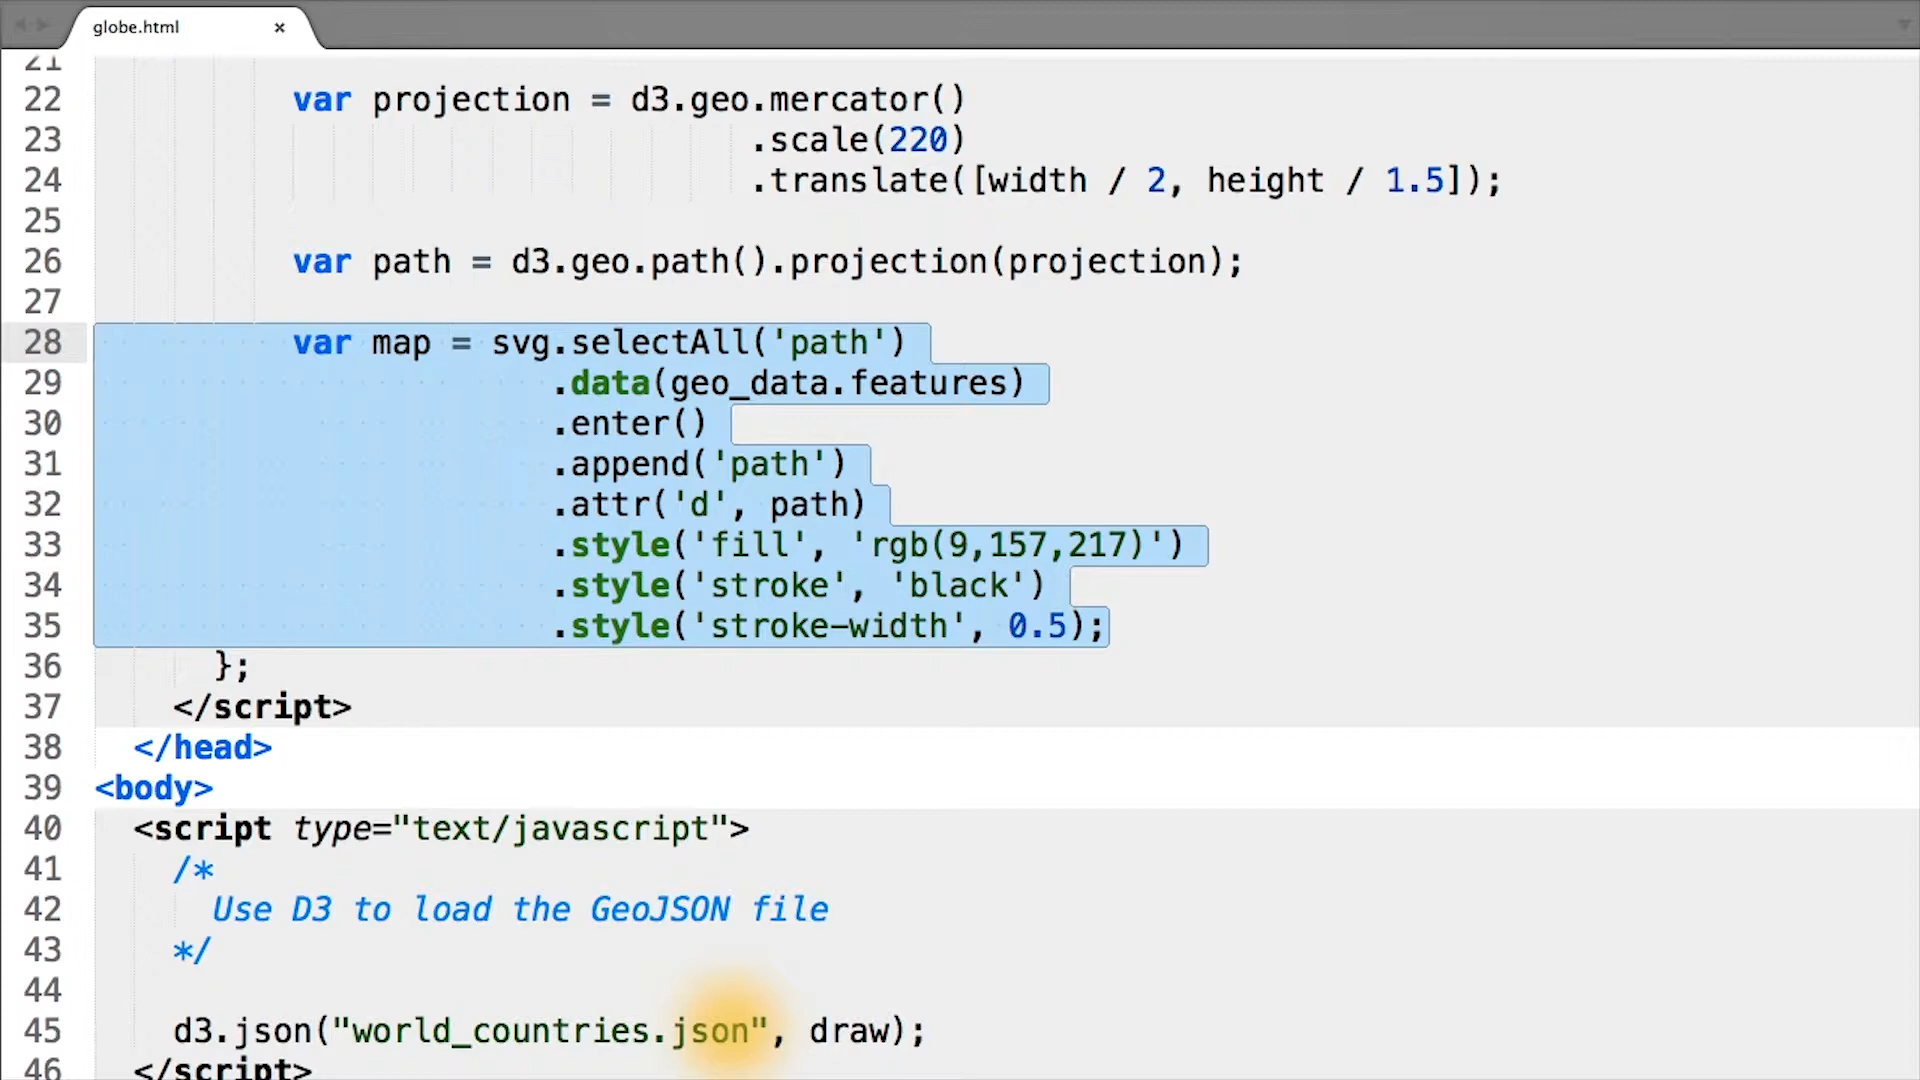 globe.html ×
21
22 var projection = d3.geo.mercator()
23 .scale(220)
24 .translate([width / 2, height / 1.5]);
25
26 var path = d3.geo.path().projection(projection);
27
28 var map = svg.selectAll('path')
29 .data(geo_data.features)
30 .enter()
31 .append('path')
32 .attr('d', path)
33 .style('fill', 'rgb(9,157,217)')
34 .style('stroke', 'black')
35 .style('stroke-width', 0.5);
36 };
37 </script>
38 </head>
39 <body>
40 <script type="text/javascript">
41 /*
42 Use D3 to load the GeoJSON file
43 */
44
45 d3.json("world_countries.json", draw);
46 </script>